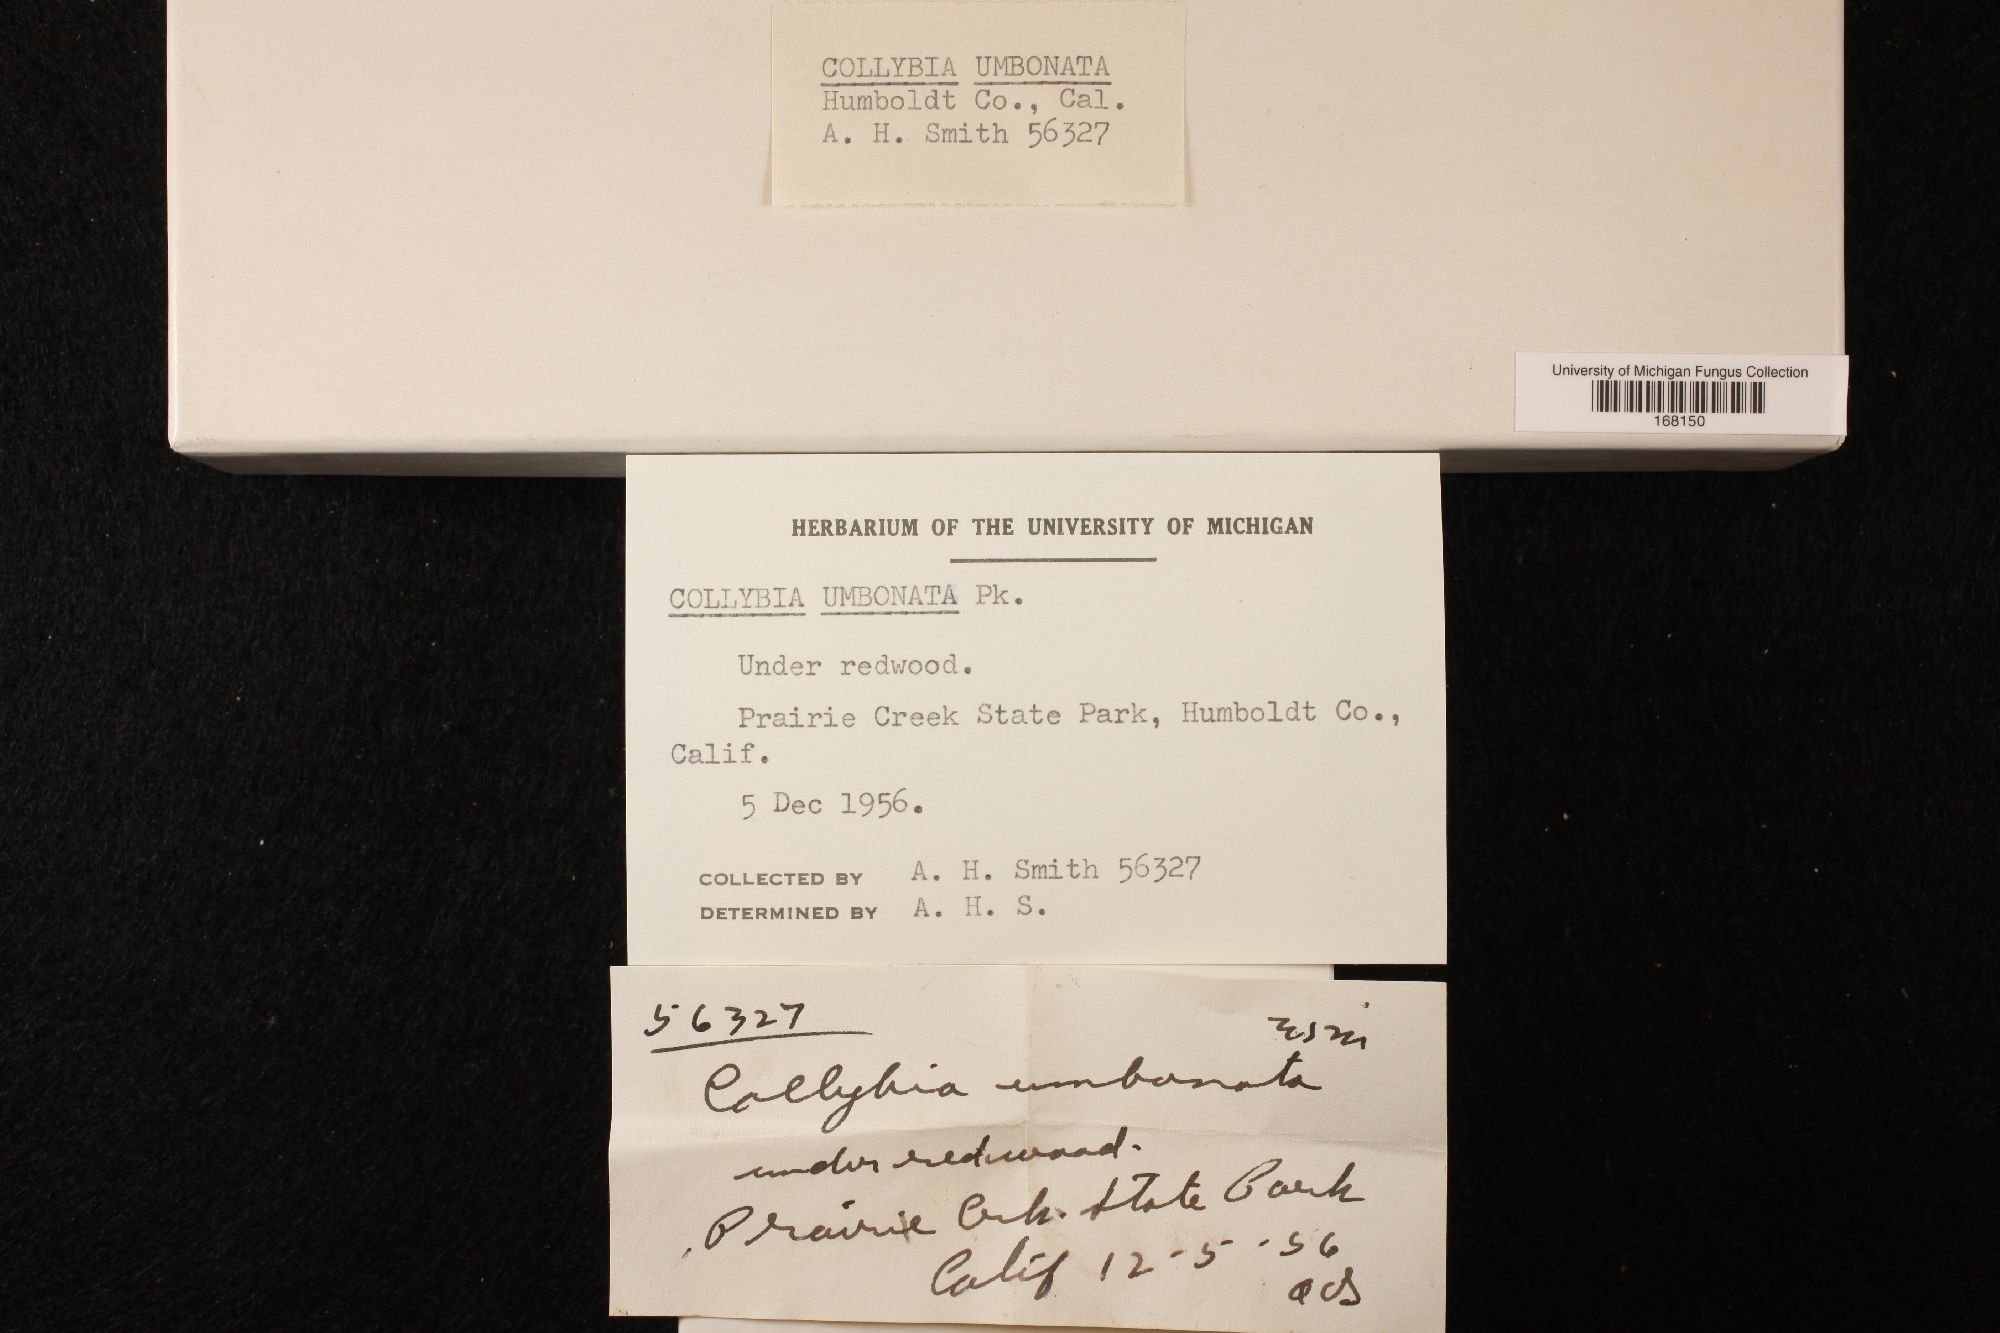 COLLYBIA UMBONATA
Humboldt Co., Cal.
A. H. Smith 56327
University of Michigan Fungus Collection
168150
HERBARIUM OF THE UNIVERSITY OF MICHIGAN
COLLYBIA UMBONATA Pk.
Under redwood.
Prairie Creek State Park, Humboldt Co.,
Calif.
5 Dec 1956.
COLLECTED BY A. H. Smith 56327
DETERMINED BY A. H. S.
56327
Collybia umbonata
under redwood.
Prairie Crk. State Park
Calif 12-5-56